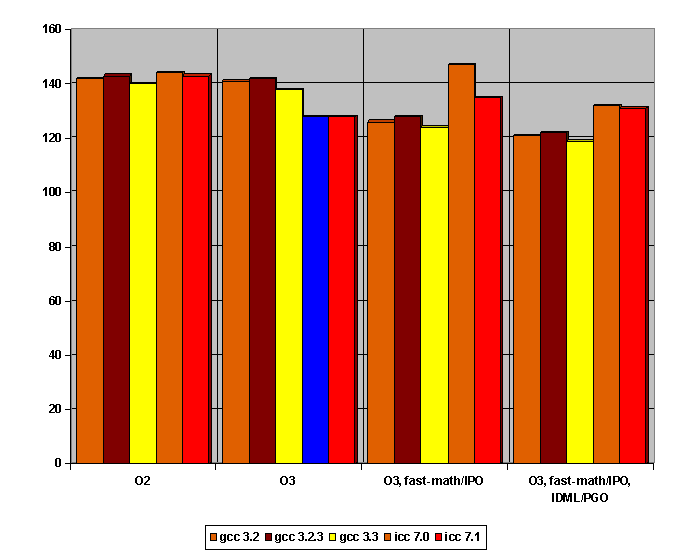 160
140
120
100
80
60
40
20
0
O2
O3
O3, fast-math/IPO
O3, fast-math/IPO,
IDML/PGO
gcc 3.2 gcc 3.2.3 gcc 3.3 icc 7.0 icc 7.1